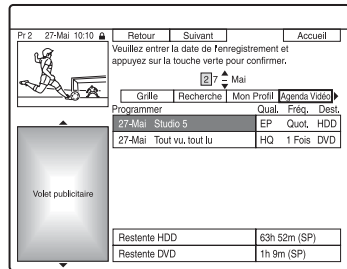 Pr 2 27-Mai 10:10 Retour Suivant Accueil
Veuillez entrer la date de l'enregistrement et
appuyez sur la touche verte pour confirmer.
27 Mai
Grille Recherche Mon Profil Agenda Vidéo
Programmer Qual. Fréq. Dest.
27-Mai Studio 5 EP Quot. HDD
27-Mai Tout vu. tout lu HQ 1 Fois DVD
Volet publicitaire
Restente HDD 63h 52m (SP)
Restente DVD 1h 9m (SP)